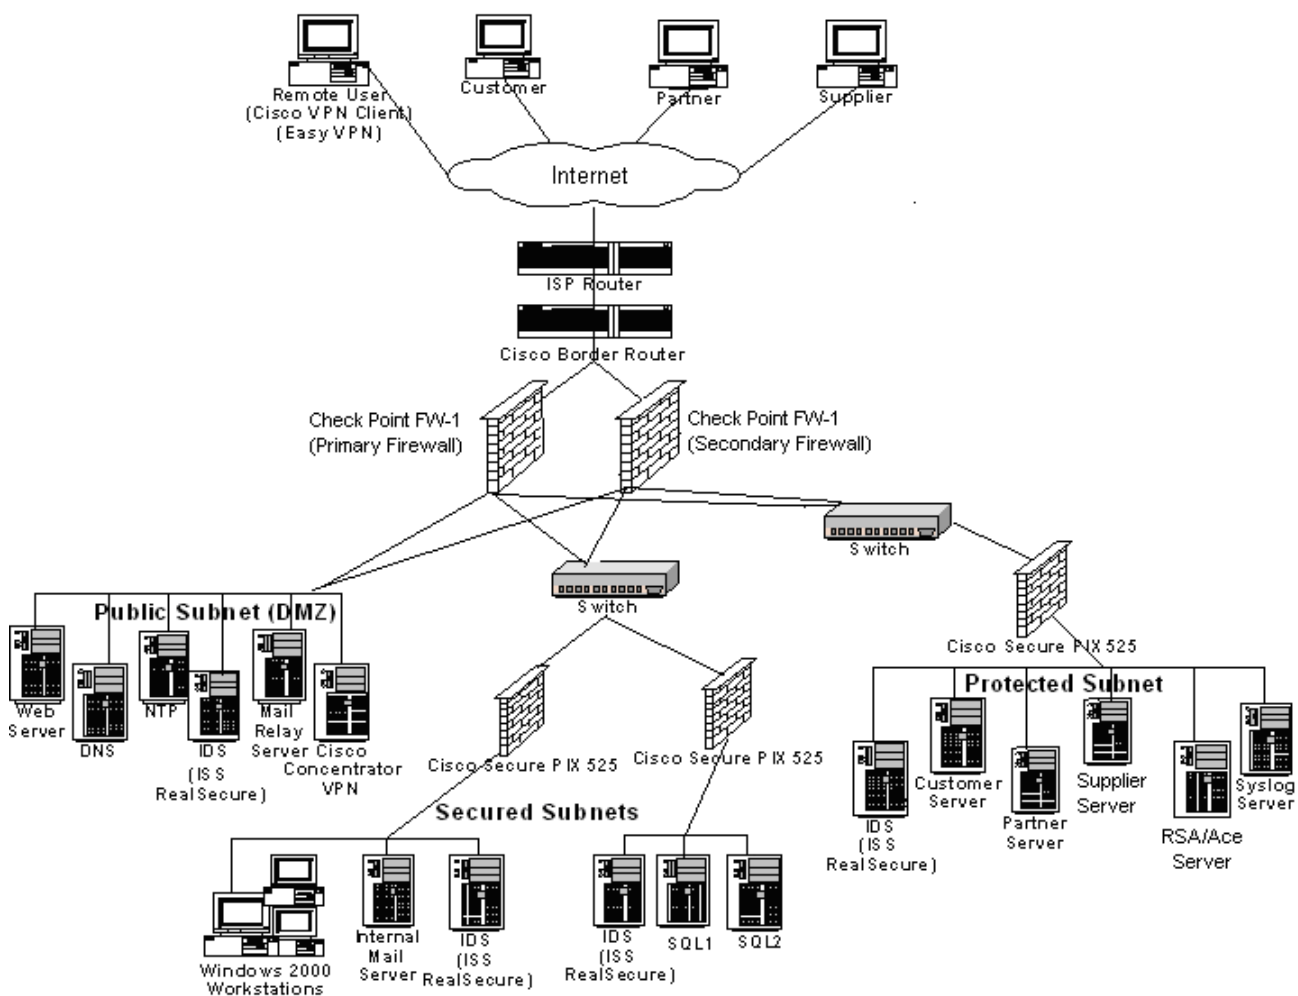 Remote User
(Cisco VPN Client)
(Easy VPN)
Customer
Partner
Supplier
Internet
ISP Router
Cisco Border Router
Check Point FW-1
(Primary Firewall)
Check Point FW-1
(Secondary Firewall)
Switch
Switch
Public Subnet (DMZ)
Web
Server
DNS
NTP
IDS
(ISS
RealSecure)
Mail
Relay
Server
Cisco
Concentrator
VPN
Cisco Secure PIX 525
Cisco Secure PIX 525
Cisco Secure PIX 525
Protected Subnet
IDS
(ISS
RealSecure)
Customer
Server
Partner
Server
Supplier
Server
RSA/Ace
Server
Syslog
Server
Secured Subnets
Windows 2000
Workstations
Internal
Mail
Server
IDS
(ISS
RealSecure)
IDS
(ISS
RealSecure)
SQL1
SQL2